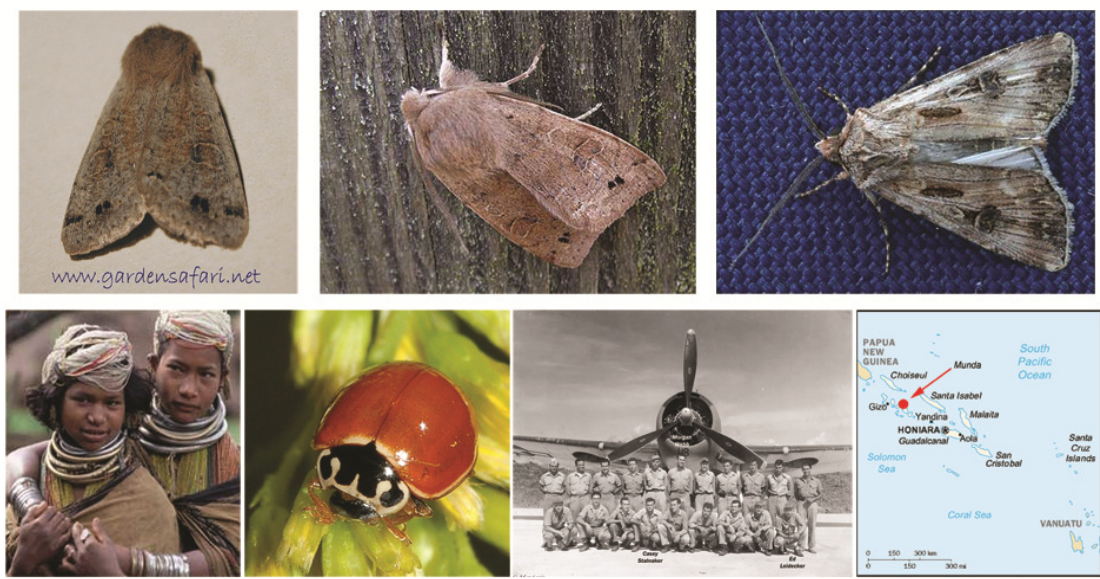 www.gardensafari.net
Casey
Stalnaker
Ed
Leidecker
PAPUA
NEW
GUINEA
South
Pacific
Ocean
Choiseul
Munda
Santa Isabel
Gizo
Yandina
Malaita
HONIARA
Guadalcanal
Aola
San
Cristobal
Santa
Cruz
Islands
Solomon
Sea
Coral Sea
VANUATU
0 150 300 km
0 150 300 mi